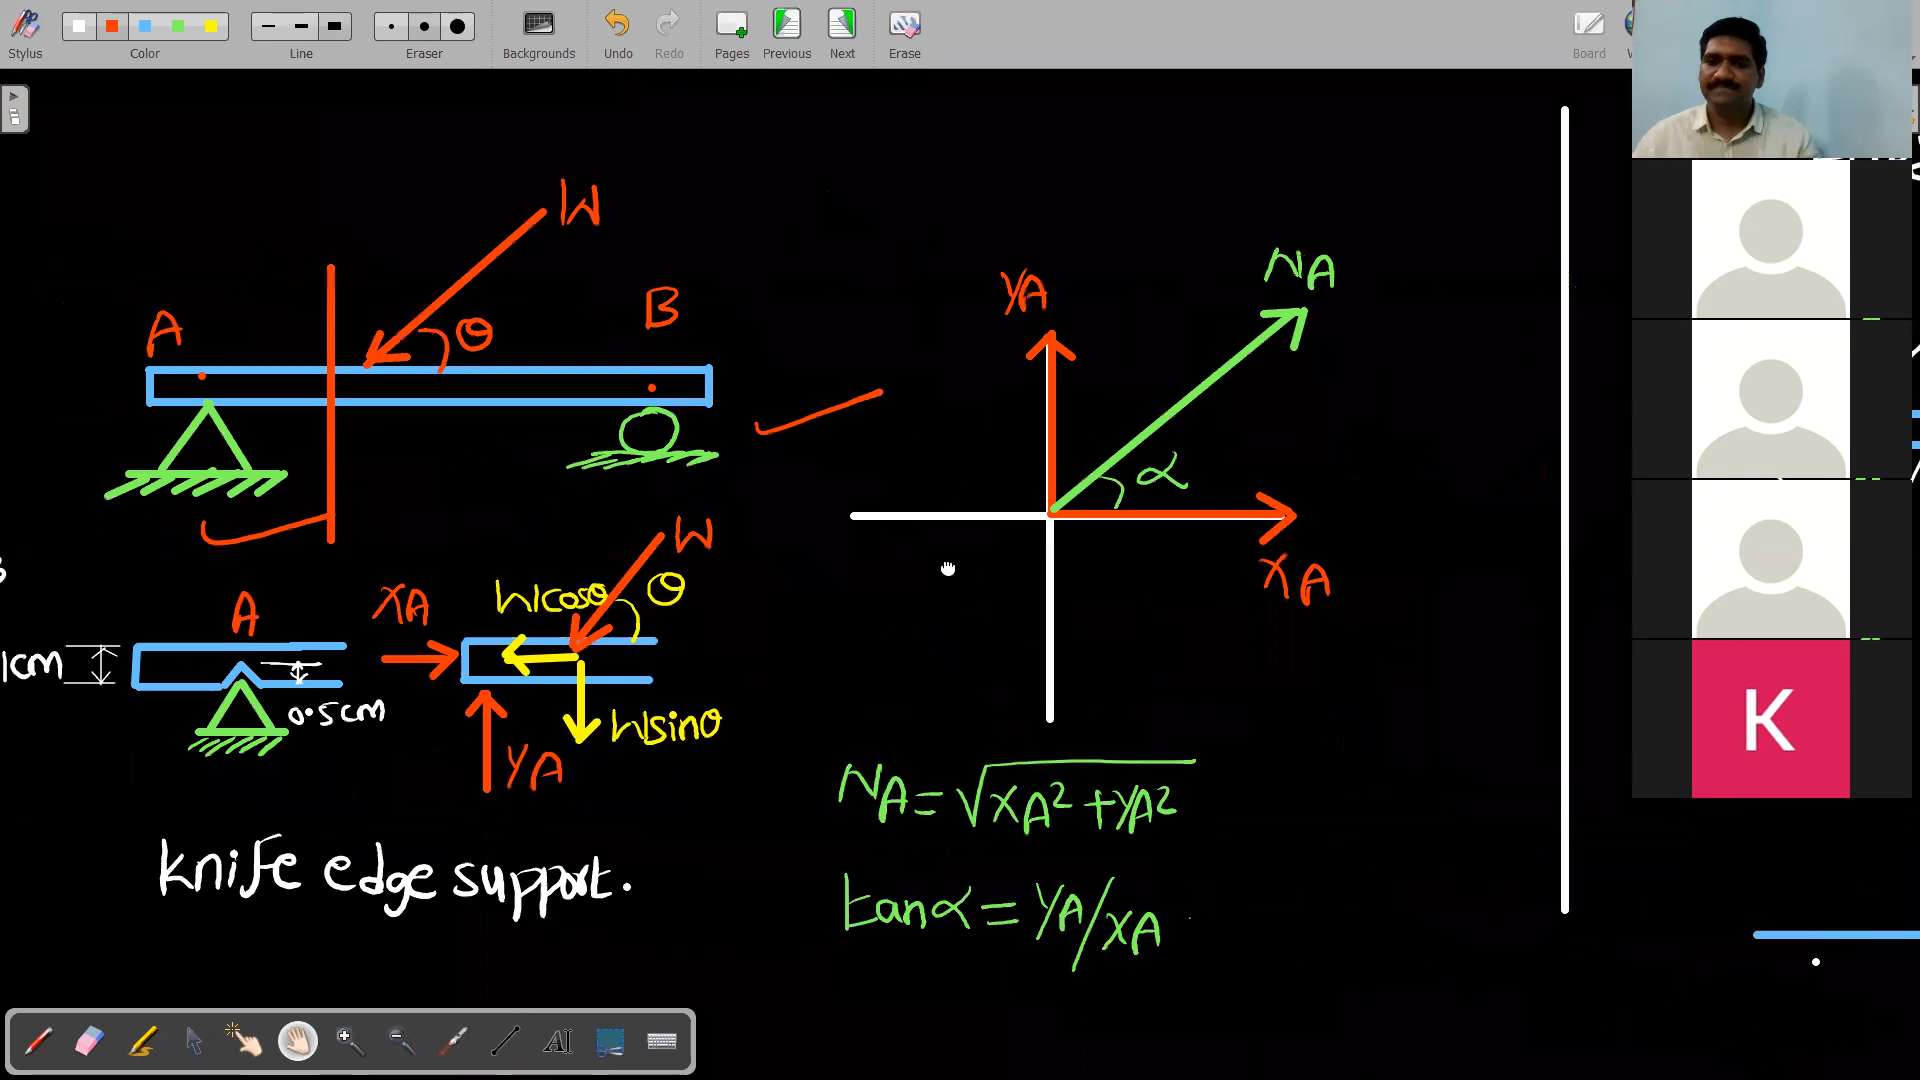 Stylus
Color
Line
Eraser
Backgrounds
Undo
Redo
Pages
Previous
Next
Erase
Board
W
θ
A
B
YA
NA
α
XA
A
1cm
0.5cm
XA
Wcosθ
W
θ
Wsinθ
YA
knife edge support.
NA = √XA² + YA²
tanα = YA/XA
K
AI